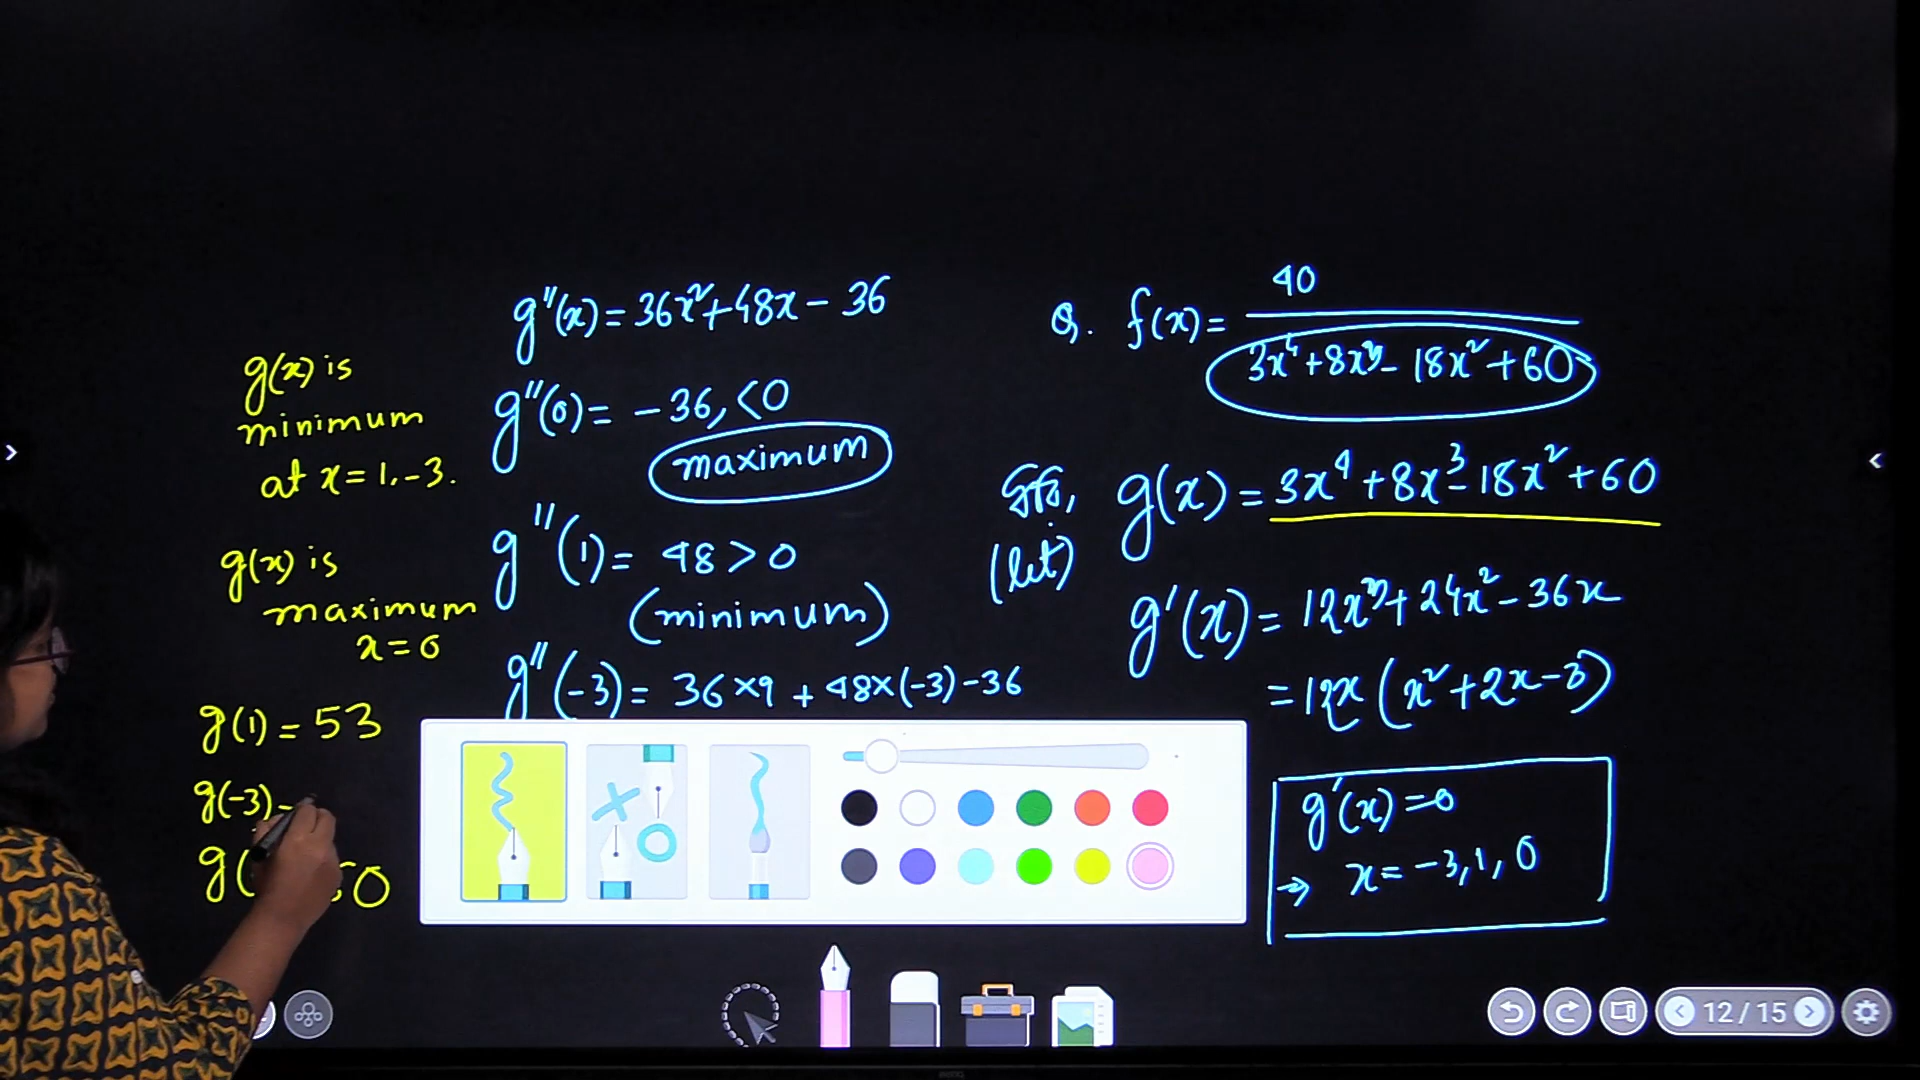 g(x) is
minimum
at x=1,-3.
g(x) is
maximum
x=0
g(1)=53
g(-3)
g"(x)=36x²+48x-36
g"(0)=-36,<0
maximum
g"(1)=48>0
(minimum)
g"(-3)=36×9+48×(-3)-36
Q. f(x)=40/(3x⁴+8x³-18x²+60)
(let)
g(x)=3x⁴+8x³-18x²+60
g'(x)=12x³+24x²-36x
=12x(x²+2x-3)
g'(x)=0
→ x=-3,1,0
12/15